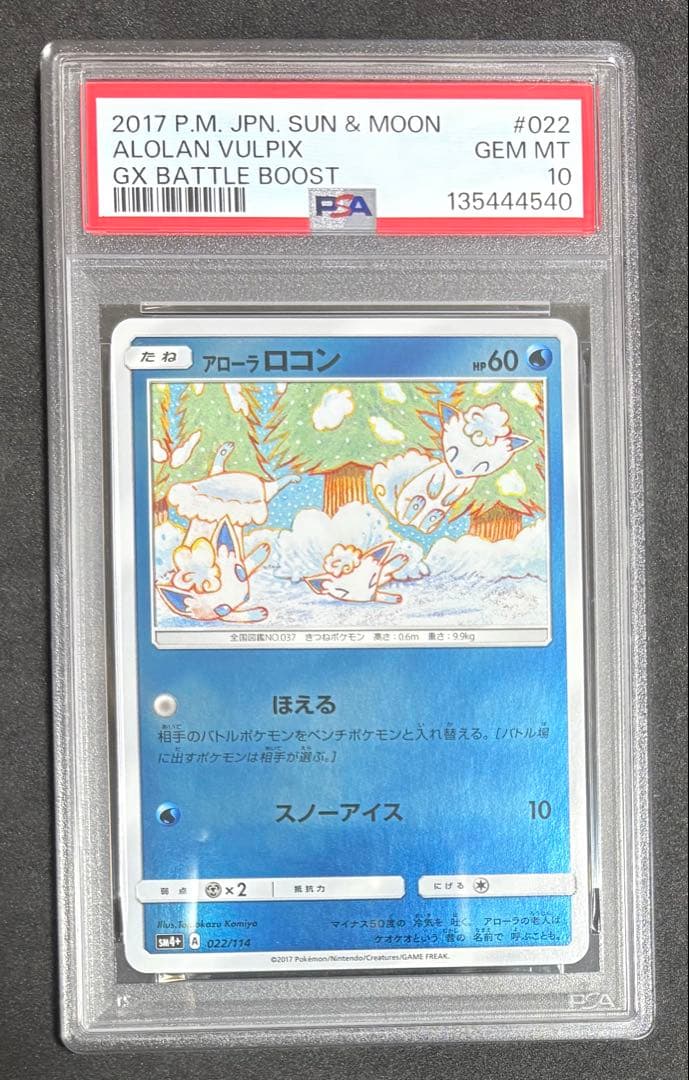 2017 P.M. JPN. SUN & MOON #022
ALOLAN VULPIX GEM MT
GX BATTLE BOOST 10
PSA 135444540
たね アローラ ロコン HP 60
全国図鑑NO.037 きつねポケモン 高さ：0.6m 重さ：9.9kg
ほえる
相手のバトルポケモンをベンチポケモンと入れ替える。[バトル場
に出すポケモンは相手が選ぶ。]
スノーアイス 10
弱点 ×2 抵抗力 にげる
Illus. Tomokazu Komiya
マイナス50度の 冷気を 吐く。 アローラの老人は
ケオケオという 昔の 名前で 呼ぶことも。
SM4+ A 022/114
©2017 Pokémon/Nintendo/Creatures/GAME FREAK.
PSA